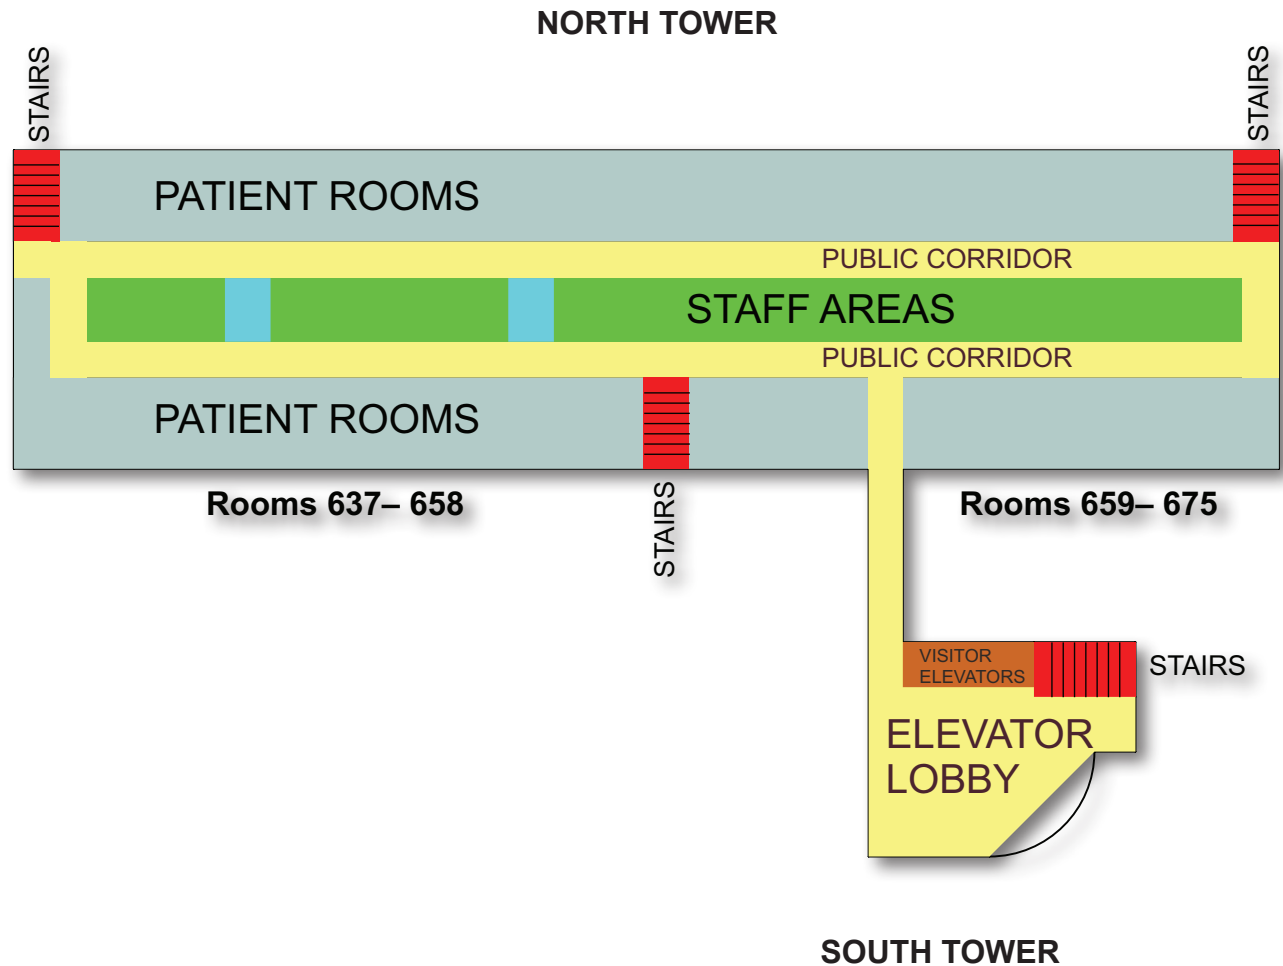 NORTH TOWER
STAIRS
STAIRS
PATIENT ROOMS
PUBLIC CORRIDOR
STAFF AREAS
PUBLIC CORRIDOR
PATIENT ROOMS
Rooms 637– 658
STAIRS
Rooms 659– 675
VISITOR
ELEVATORS
STAIRS
ELEVATOR
LOBBY
SOUTH TOWER